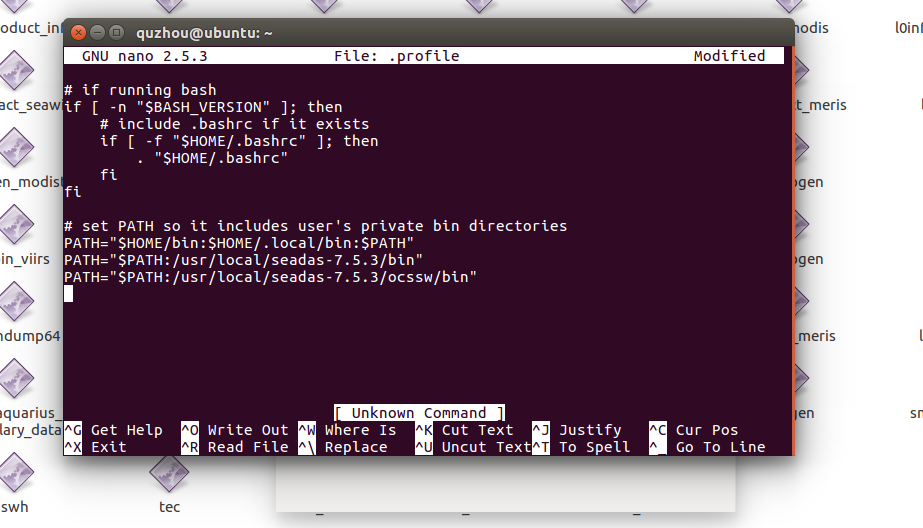 oduct_inf
odis
l0inf
quzhou@ubuntu: ~
GNU nano 2.5.3 File: .profile Modified
# if running bash
if [ -n "$BASH_VERSION" ]; then
# include .bashrc if it exists
if [ -f "$HOME/.bashrc" ]; then
. "$HOME/.bashrc"
fi
fi
# set PATH so it includes user's private bin directories
PATH="$HOME/bin:$HOME/.local/bin:$PATH"
PATH="$PATH:/usr/local/seadas-7.5.3/bin"
PATH="$PATH:/usr/local/seadas-7.5.3/ocssw/bin"
[ Unknown Command ]
^G Get Help ^O Write Out ^W Where Is ^K Cut Text ^J Justify ^C Cur Pos
^X Exit ^R Read File ^\ Replace ^U Uncut Text ^T To Spell ^_ Go To Line
act_seaw
t_meris
en_modist
ogen
in_viirs
ogen
ndump64
_meris
aquarius_
lary_data
gen
sn
swh
tec